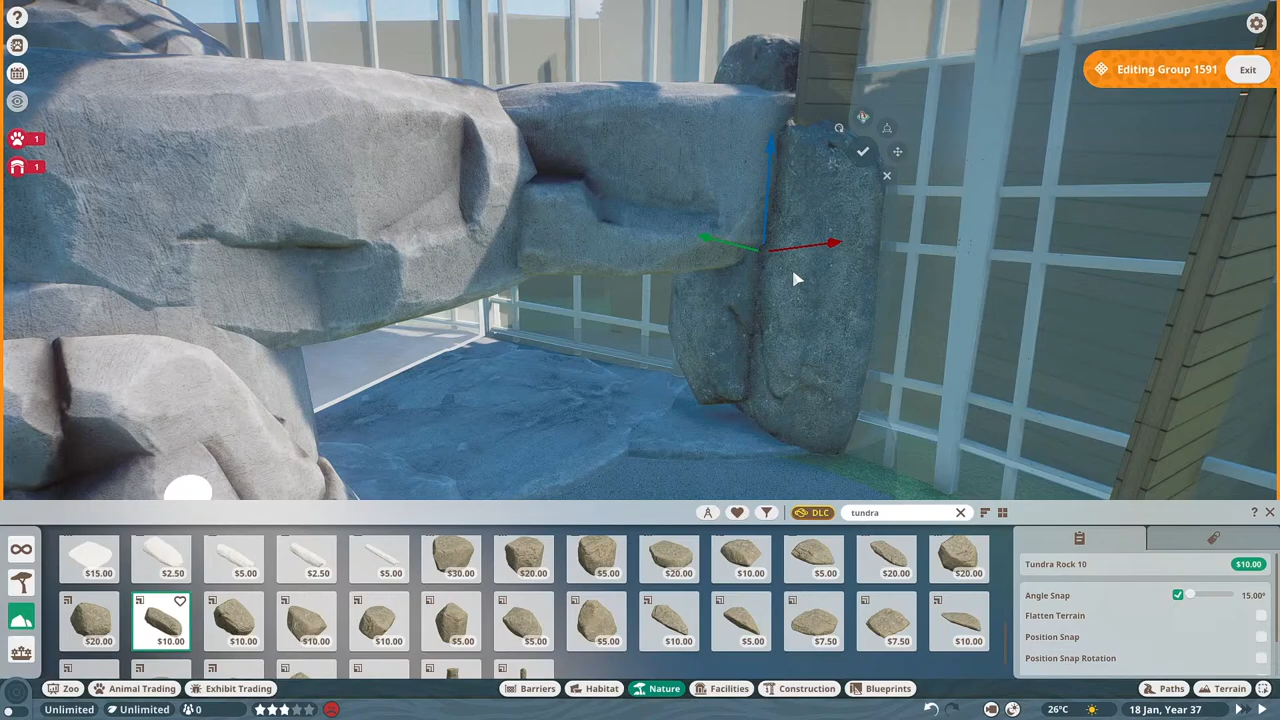 ?
Editing Group 1591 Exit
1
1
DLC tundra ?
$15.00 $2.50 $5.00 $2.50 $5.00 $30.00 $20.00 $5.00 $20.00 $10.00 $5.00 $20.00 $20.00
$20.00 $10.00 $10.00 $10.00 $10.00 $5.00 $5.00 $5.00 $10.00 $5.00 $7.50 $7.50 $10.00
Tundra Rock 10 $10.00
Angle Snap 15.00°
Flatten Terrain
Position Snap
Position Snap Rotation
Zoo Animal Trading Exhibit Trading Barriers Habitat Nature Facilities Construction Blueprints Paths Terrain
Unlimited Unlimited 0 26°C 18 Jan, Year 37